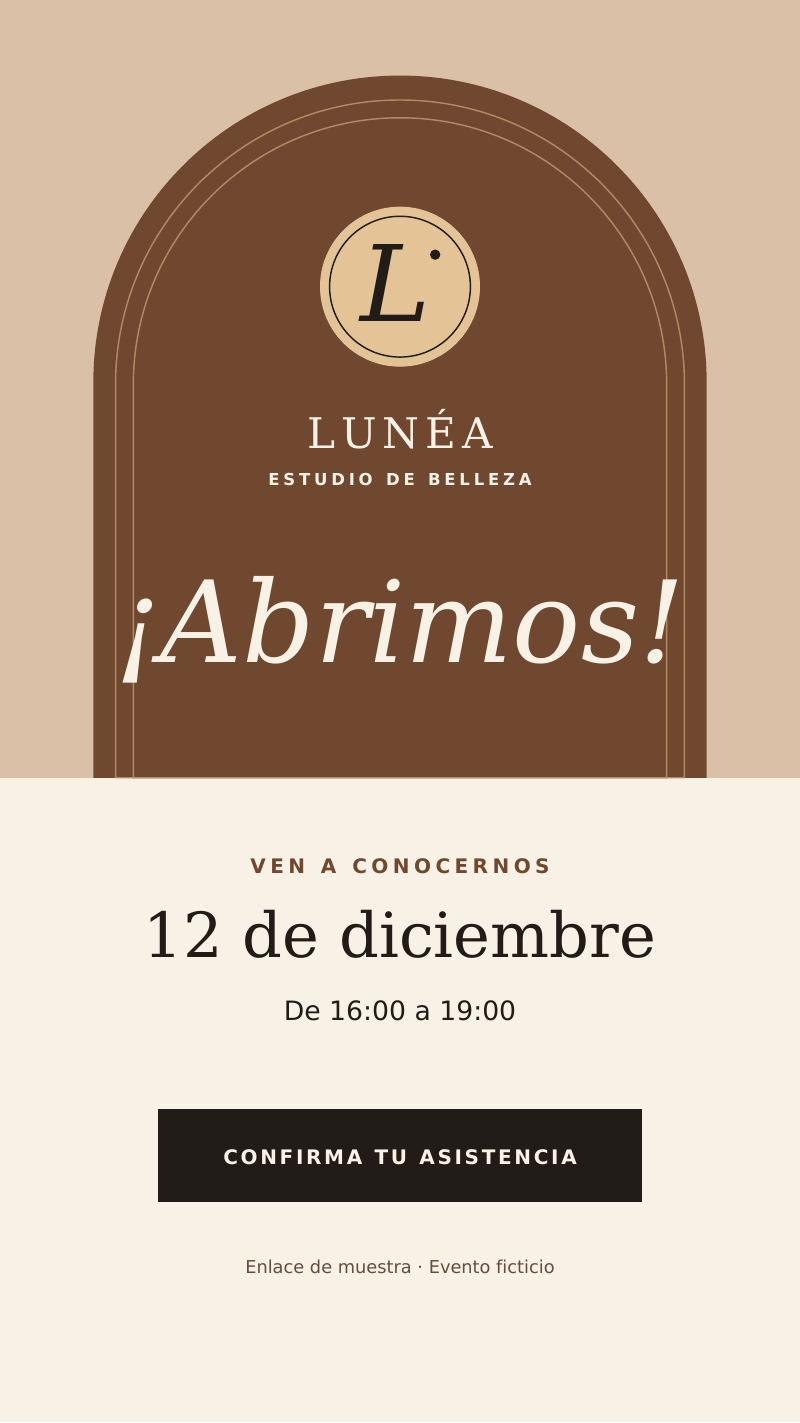 L
LUNÉA
ESTUDIO DE BELLEZA
¡Abrimos!
VEN A CONOCERNOS
12 de diciembre
De 16:00 a 19:00
CONFIRMA TU ASISTENCIA
Enlace de muestra · Evento ficticio